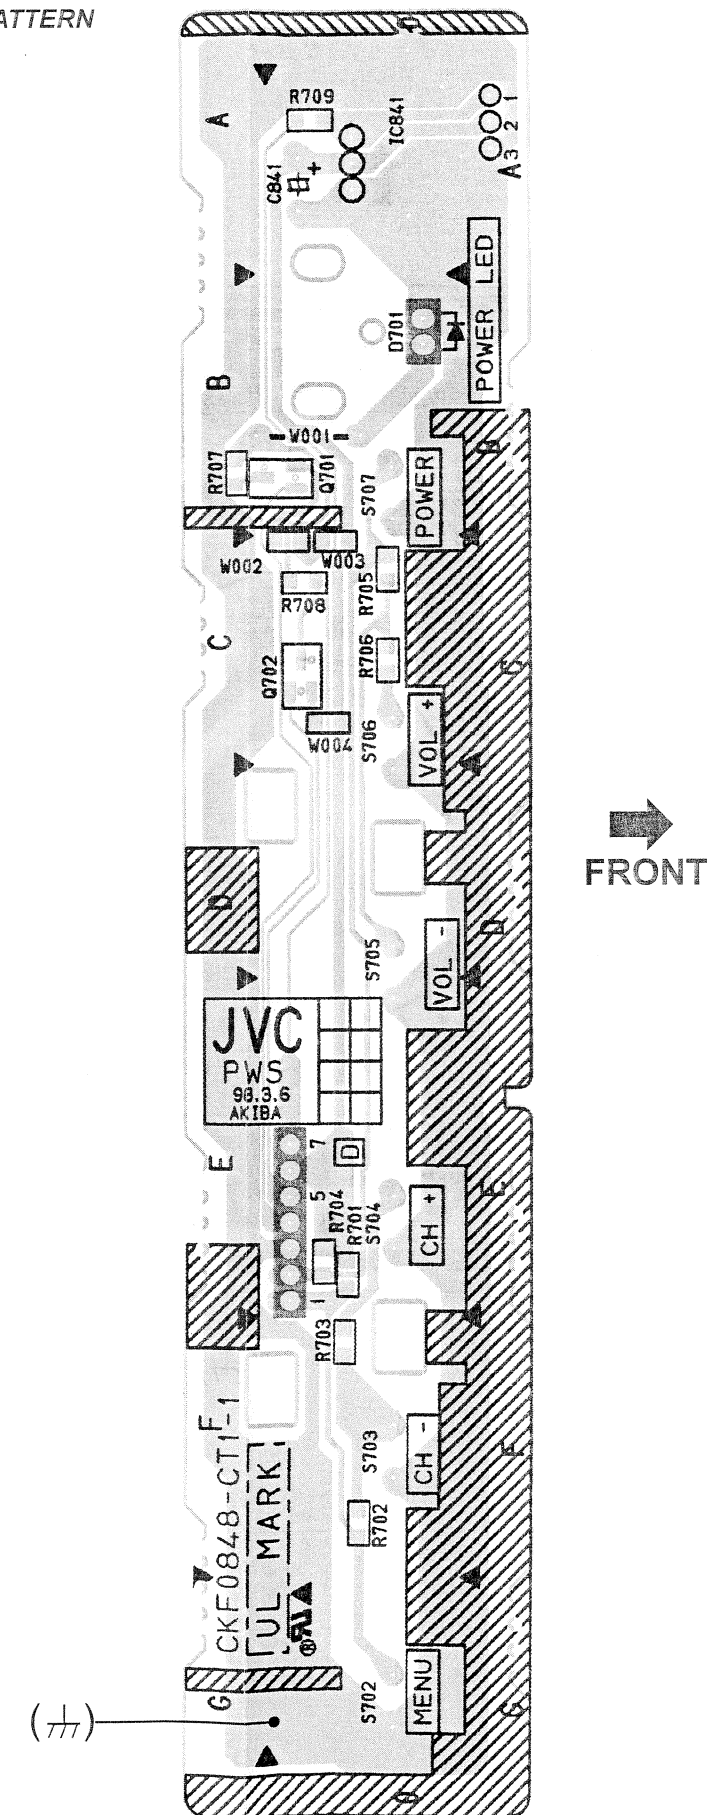 ATTERN
D
R709
A
IC841
1
2
3
A
C841
+
POWER LED
D701
B
W001
B
R707
Q701
S707
POWER
W002
W003
R705
R708
C
R706
C
Q702
S706
VOL +
W004
FRONT
D
D
S705
VOL -
JVC
PWS
98.3.6
AKIBA
7
D
E
5
R704
R701
S704
CH +
E
1
R703
F
S703
CH -
F
CKF0848-CT1-1
UL MARK
R702
®
G
S702
MENU
G
D